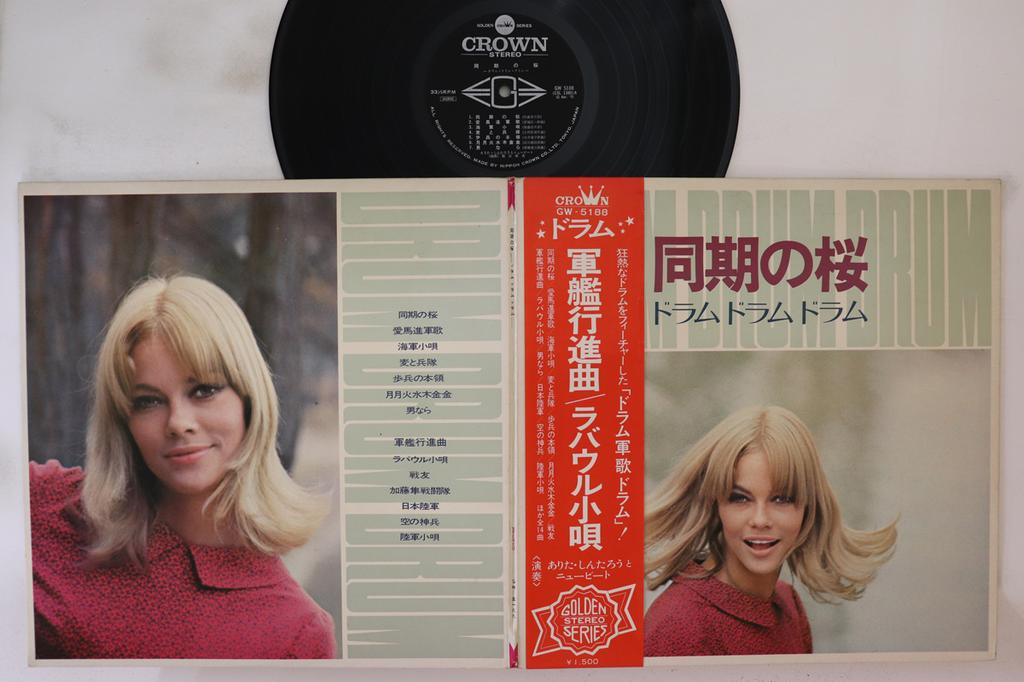 GOLDEN CROWN SERIES
CROWN
STEREO
同期の桜
33 1/3 R.P.M
GW 5188
ALL RIGHTS RESERVED. MADE BY NIPPON CROWN CO., LTD. TOKYO, JAPAN
DRUM DRUM DRUM
同期の桜
愛馬進軍歌
海軍小唄
麦と兵隊
歩兵の本領
月月火水木金金
男なら
軍艦行進曲
ラバウル小唄
戦友
加藤隼戦闘隊
日本陸軍
空の神兵
陸軍小唄
CROWN
GW-5188
ドラム
狂熱なドラムをフィーチャーした「ドラム軍歌ドラム」!
軍艦行進曲/ラバウル小唄
同期の桜/愛馬進軍歌/海軍小唄/麦と兵隊/歩兵の本領/月月火水木金金/戦友
軍艦行進曲/ラバウル小唄/男なら/日本陸軍/空の神兵/陸軍小唄 ほか全14曲
〈演奏〉
ありた・しんたろうと
ニュービート
GOLDEN
STEREO
SERIES
¥1,500
DRUM DRUM
同期の桜
ドラム ドラム ドラム